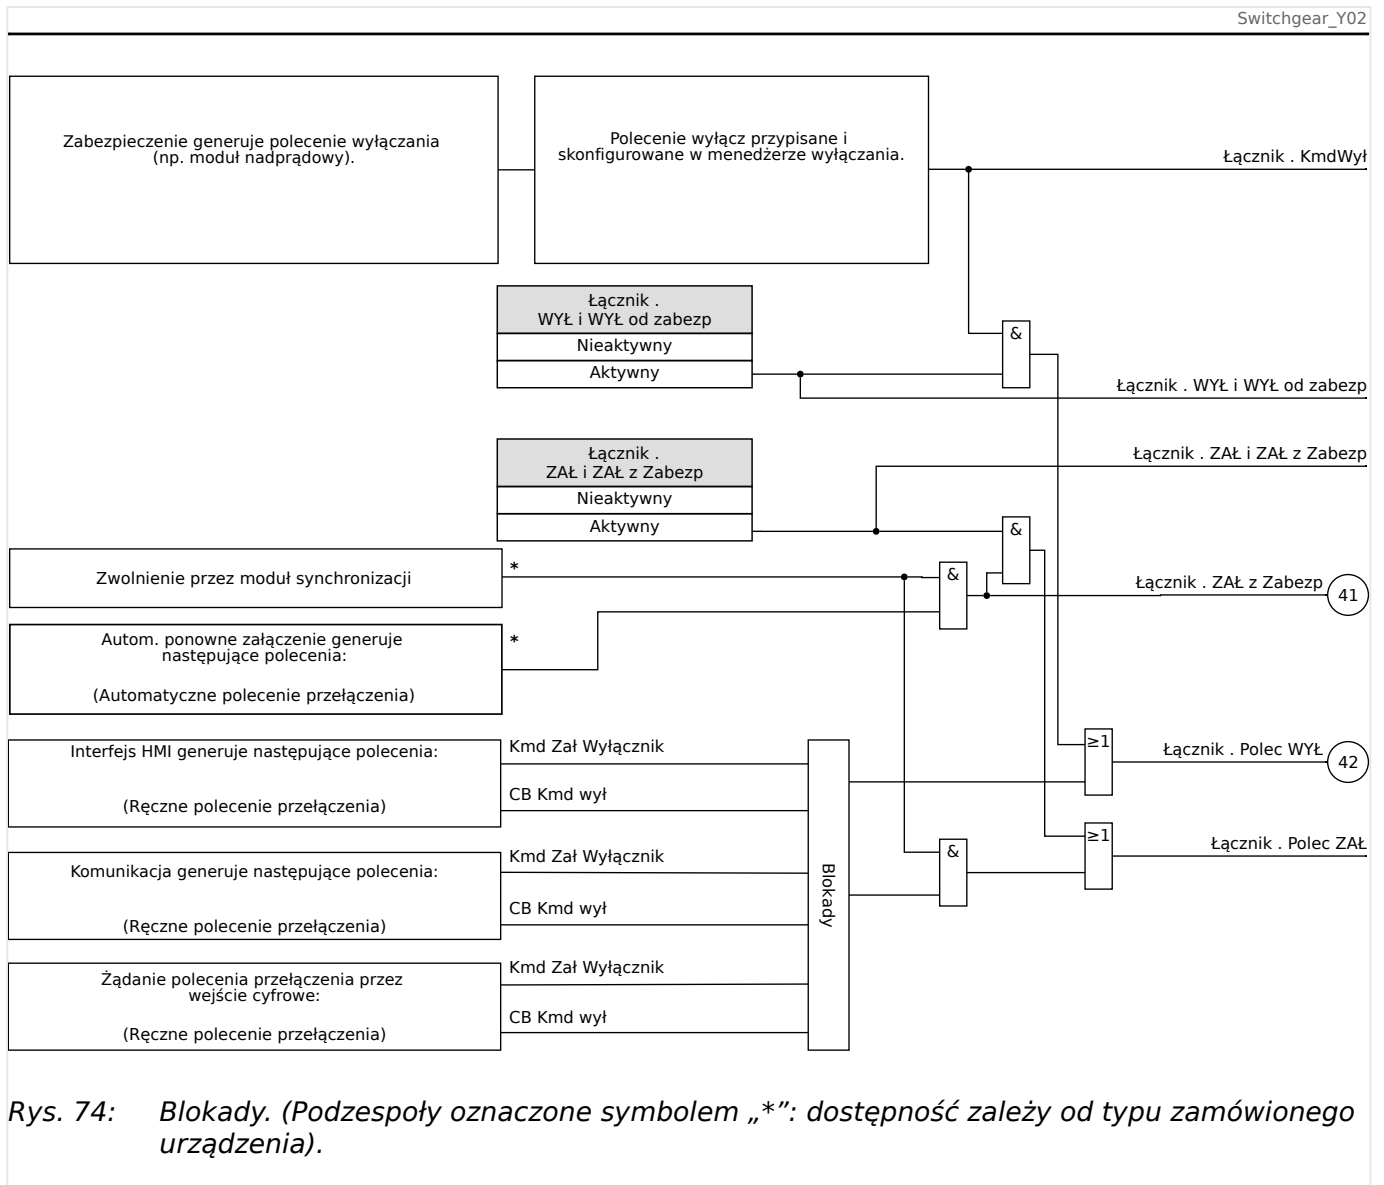 Switchgear_Y02
Zabezpieczenie generuje polecenie wyłączania
(np. moduł nadprądowy).
Polecenie wyłącz przypisane i
skonfigurowane w menedżerze wyłączania.
Łącznik . KmdWył
Łącznik .
WYŁ i WYŁ od zabezp
Nieaktywny
Aktywny
&
Łącznik . WYŁ i WYŁ od zabezp
Łącznik .
ZAŁ i ZAŁ z Zabezp
Nieaktywny
Aktywny
Łącznik . ZAŁ i ZAŁ z Zabezp
&
Zwolnienie przez moduł synchronizacji
*
&
Łącznik . ZAŁ z Zabezp
41
Autom. ponowne załączenie generuje
następujące polecenia:
(Automatyczne polecenie przełączenia)
*
Interfejs HMI generuje następujące polecenia:
(Ręczne polecenie przełączenia)
Kmd Zał Wyłącznik
CB Kmd wył
≥1
Łącznik . Polec WYŁ
42
Komunikacja generuje następujące polecenia:
(Ręczne polecenie przełączenia)
Kmd Zał Wyłącznik
CB Kmd wył
Blokady
&
≥1
Łącznik . Polec ZAŁ
Żądanie polecenia przełączenia przez
wejście cyfrowe:
(Ręczne polecenie przełączenia)
Kmd Zał Wyłącznik
CB Kmd wył
Rys. 74: Blokady. (Podzespoły oznaczone symbolem „*”: dostępność zależy od typu zamówionego
urządzenia).